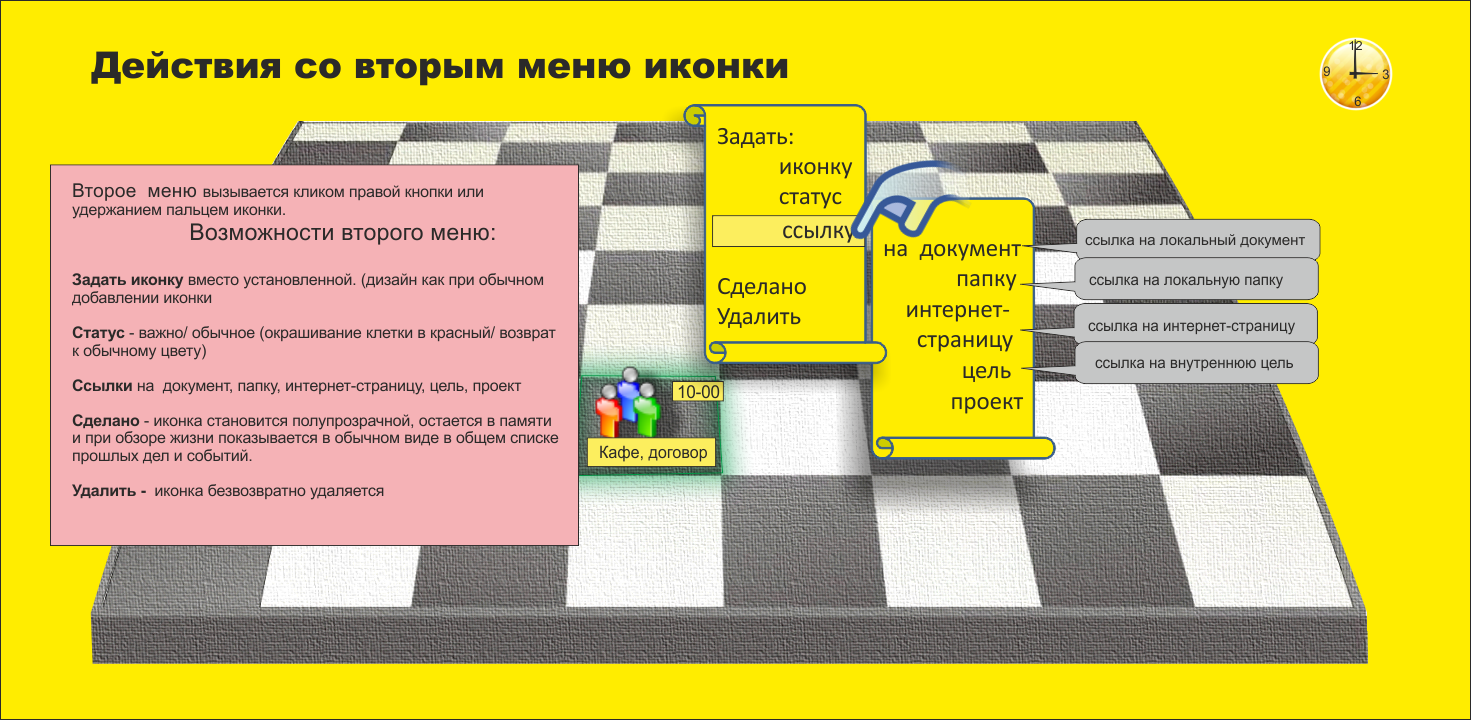 Действия со вторым меню иконки
12
9
3
6
Второе меню вызывается кликом правой кнопки или
удержанием пальцем иконки.
Возможности второго меню:
Задать иконку вместо установленной. (дизайн как при обычном
добавлении иконки
Статус - важно/ обычное (окрашивание клетки в красный/ возврат
к обычному цвету)
Ссылки на документ, папку, интернет-страницу, цель, проект
Сделано - иконка становится полупрозрачной, остается в памяти
и при обзоре жизни показывается в обычном виде в общем списке
прошлых дел и событий.
Удалить - иконка безвозвратно удаляется
Задать:
иконку
статус
ссылку
Сделано
Удалить
на документ
папку
интернет-
страницу
цель
проект
ссылка на локальный документ
ссылка на локальную папку
ссылка на интернет-страницу
ссылка на внутреннюю цель
10-00
Кафе, договор